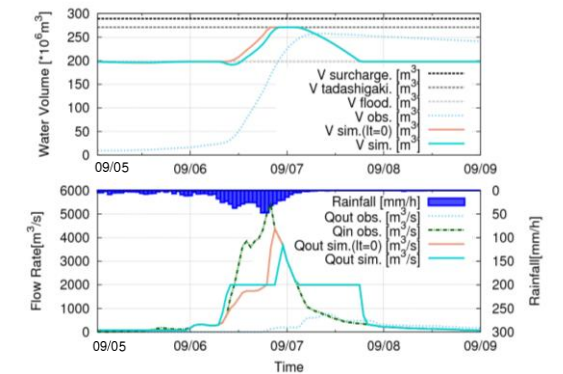 300
250
200
150
100
50
0
Water Volume [*10⁶m³]
V surcharge. [m³]
V tadashigaki. [m³]
V flood. [m³]
V obs. [m³]
V sim.(lt=0) [m³]
V sim. [m³]
09/05 09/06 09/07 09/08 09/09
6000
5000
4000
3000
2000
1000
0
Flow Rate[m³/s]
Rainfall [mm/h]
Qout obs. [m³/s]
Qin obs. [m³/s]
Qout sim.(lt=0) [m³/s]
Qout sim. [m³/s]
0
50
100
150
200
250
300
Rainfall[mm/h]
09/05 09/06 09/07 09/08 09/09
Time